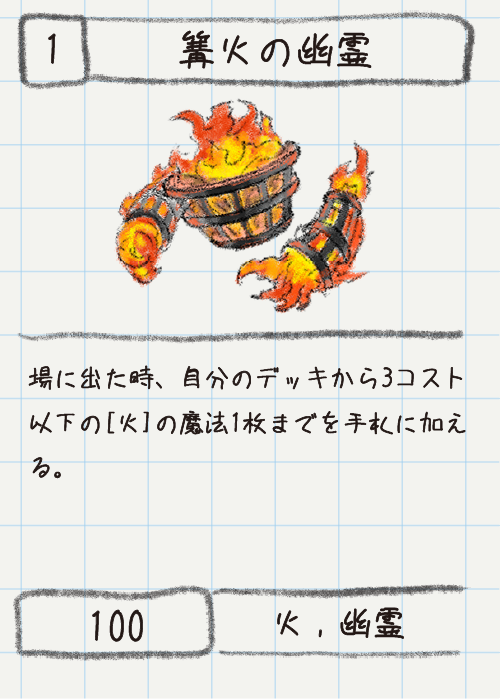 1
篝火の幽霊
場に出た時、自分のデッキから3コスト
以下の[火]の魔法1枚までを手札に加え
る。
100
火,幽霊